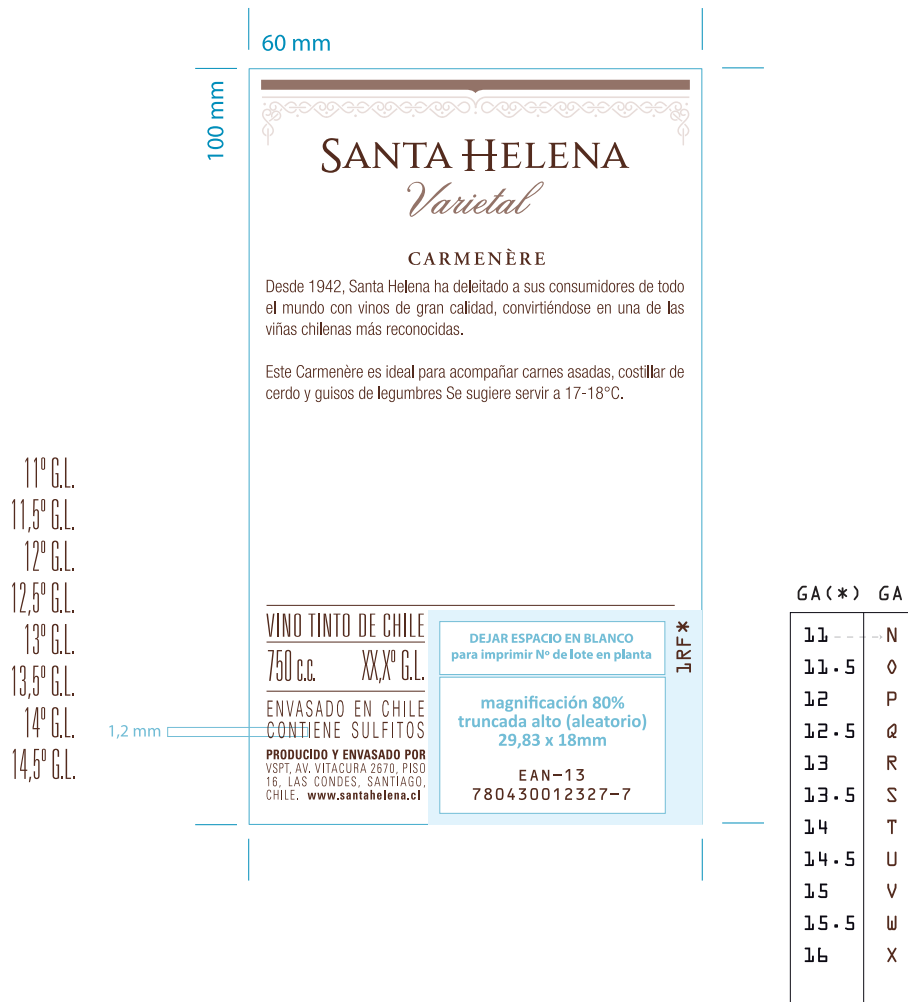 60 mm
100 mm
SANTA HELENA
Varietal
CARMENÈRE
Desde 1942, Santa Helena ha deleitado a sus consumidores de todo
el mundo con vinos de gran calidad, convirtiéndose en una de las
viñas chilenas más reconocidas.
Este Carmenère es ideal para acompañar carnes asadas, costillar de
cerdo y guisos de legumbres Se sugiere servir a 17-18°C.
11º G.L.
11,5º G.L.
12º G.L.
12,5º G.L.
13º G.L.
13,5º G.L.
14º G.L.
14,5º G.L.
1,2 mm
VINO TINTO DE CHILE
750 c.c. XX,Xº G.L.
ENVASADO EN CHILE
CONTIENE SULFITOS
PRODUCIDO Y ENVASADO POR
VSPT, AV. VITACURA 2670, PISO
16, LAS CONDES, SANTIAGO,
CHILE. www.santahelena.cl
DEJAR ESPACIO EN BLANCO
para imprimir Nº de lote en planta
1RF*
magnificación 80%
truncada alto (aleatorio)
29,83 x 18mm
EAN-13
780430012327-7
GA(*) GA
11 N
11.5 O
12 P
12.5 Q
13 R
13.5 S
14 T
14.5 U
15 V
15.5 W
16 X